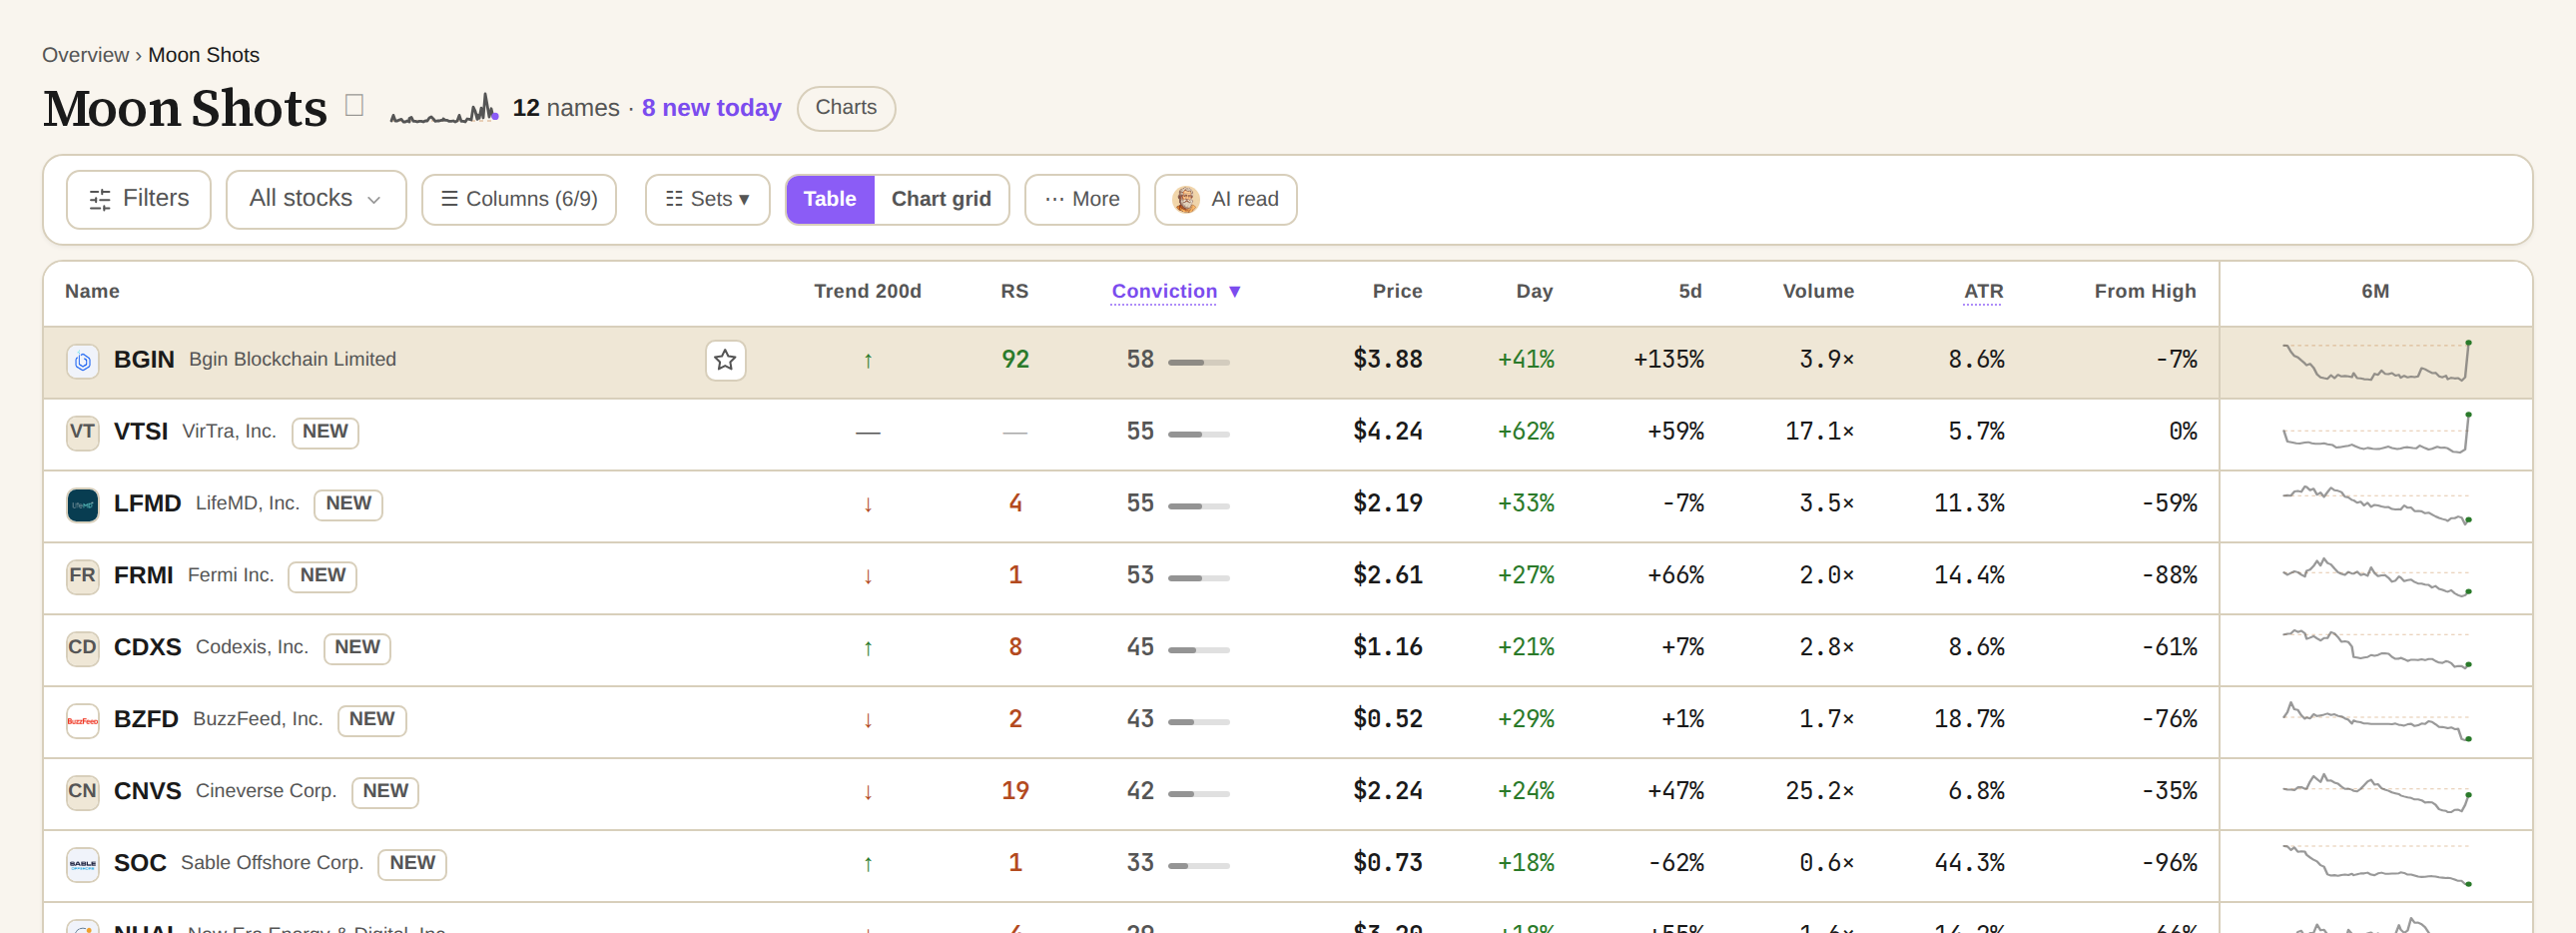 Overview › Moon Shots
Moon Shots 12 names · 8 new today Charts
Filters All stocks Columns (6/9) Sets ▾ Table Chart grid ··· More AI read
Name Trend 200d RS Conviction ▼ Price Day 5d Volume ATR From High 6M
BGIN Bgin Blockchain Limited ↑ 92 58 $3.88 +41% +135% 3.9× 8.6% -7%
VT VTSI VirTra, Inc. NEW — — 55 $4.24 +62% +59% 17.1× 5.7% 0%
LifeMD LFMD LifeMD, Inc. NEW ↓ 4 55 $2.19 +33% -7% 3.5× 11.3% -59%
FR FRMI Fermi Inc. NEW ↓ 1 53 $2.61 +27% +66% 2.0× 14.4% -88%
CD CDXS Codexis, Inc. NEW ↑ 8 45 $1.16 +21% +7% 2.8× 8.6% -61%
BuzzFeed BZFD BuzzFeed, Inc. NEW ↓ 2 43 $0.52 +29% +1% 1.7× 18.7% -76%
CN CNVS Cineverse Corp. NEW ↓ 19 42 $2.24 +24% +47% 25.2× 6.8% -35%
SABLE SOC Sable Offshore Corp. NEW ↑ 1 33 $0.73 +18% -62% 0.6× 44.3% -96%
New Era Energy & Digital, Inc.